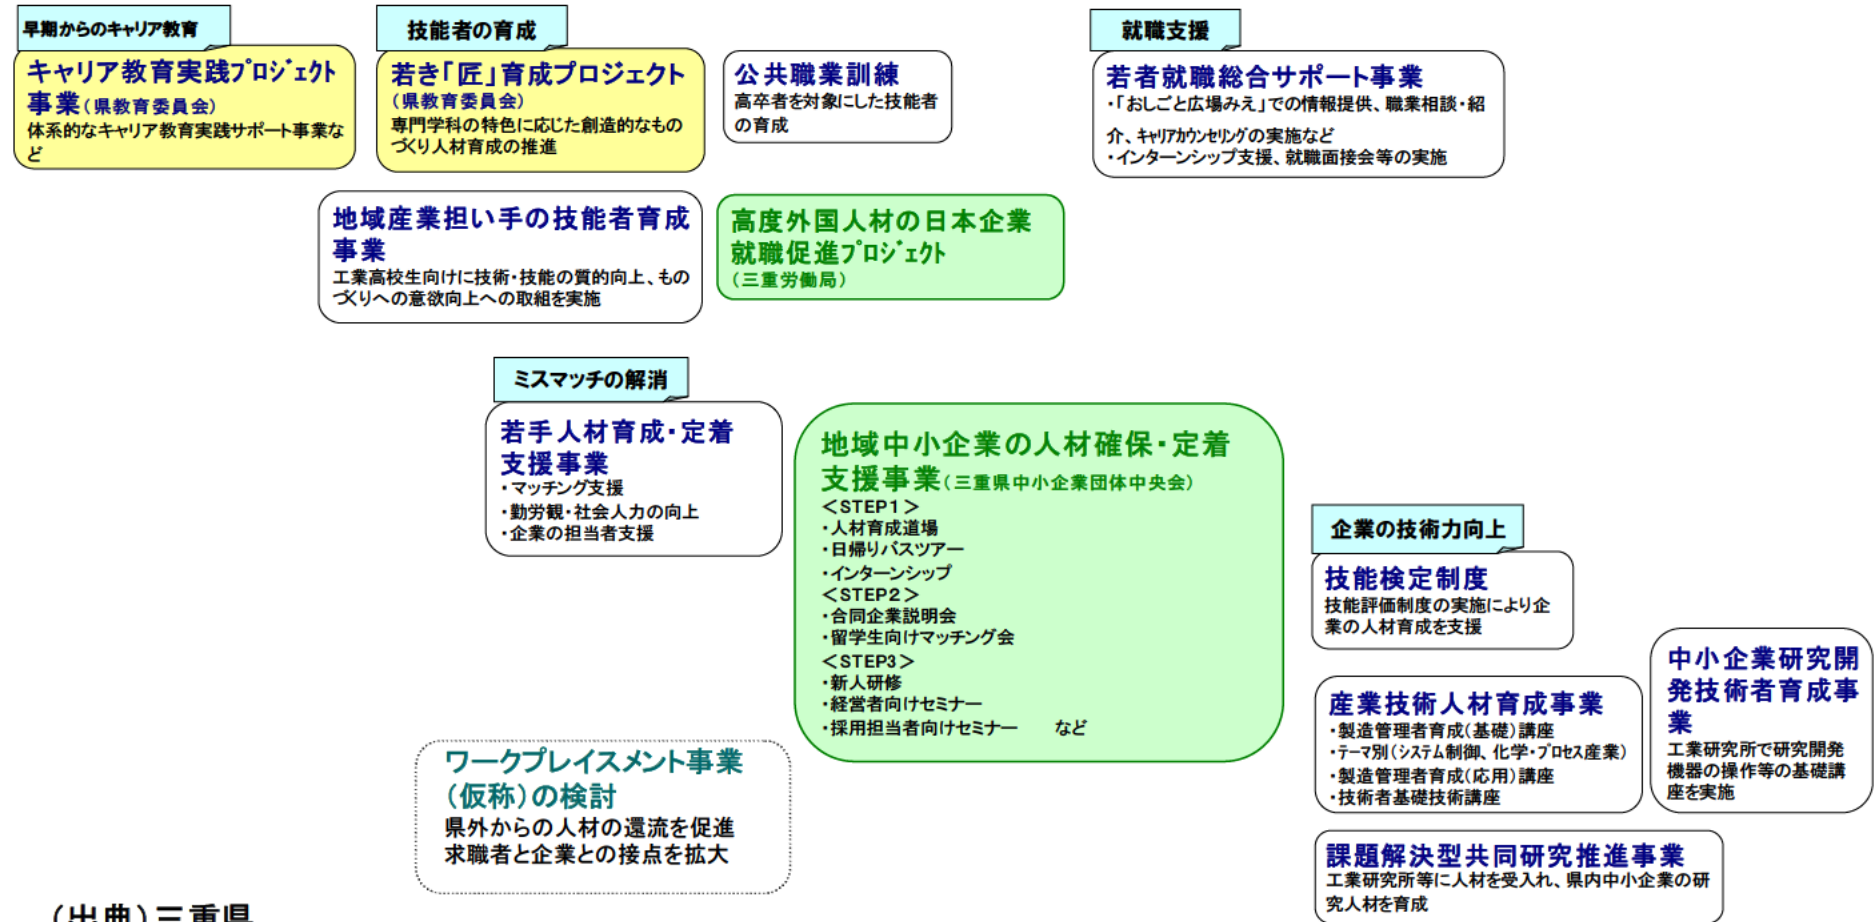 早期からのキャリア教育
キャリア教育実践プロジェクト
事業(県教育委員会)
体系的なキャリア教育実践サポート事業な
ど
技能者の育成
若き「匠」育成プロジェクト
(県教育委員会)
専門学科の特色に応じた創造的なもの
づくり人材育成の推進
公共職業訓練
高卒者を対象にした技能者
の育成
就職支援
若者就職総合サポート事業
・「おしごと広場みえ」での情報提供、職業相談・紹
介、キャリアカウンセリングの実施など
・インターンシップ支援、就職面接会等の実施
地域産業担い手の技能者育成
事業
工業高校生向けに技術・技能の質的向上、もの
づくりへの意欲向上への取組を実施
高度外国人材の日本企業
就職促進プロジェクト
(三重労働局)
ミスマッチの解消
若手人材育成・定着
支援事業
・マッチング支援
・勤労観・社会人力の向上
・企業の担当者支援
地域中小企業の人材確保・定着
支援事業(三重県中小企業団体中央会)
<STEP1>
・人材育成道場
・日帰りバスツアー
・インターンシップ
<STEP2>
・合同企業説明会
・留学生向けマッチング会
<STEP3>
・新人研修
・経営者向けセミナー
・採用担当者向けセミナー　　など
企業の技術力向上
技能検定制度
技能評価制度の実施により企
業の人材育成を支援
中小企業研究開
発技術者育成事
業
工業研究所で研究開発
機器の操作等の基礎講
座を実施
産業技術人材育成事業
・製造管理者育成(基礎)講座
・テーマ別(システム制御、化学・プロセス産業)
・製造管理者育成(応用)講座
・技術者基礎技術講座
ワークプレイスメント事業
(仮称)の検討
県外からの人材の還流を促進
求職者と企業との接点を拡大
課題解決型共同研究推進事業
工業研究所等に人材を受入れ、県内中小企業の研
究人材を育成
(出典)三重県